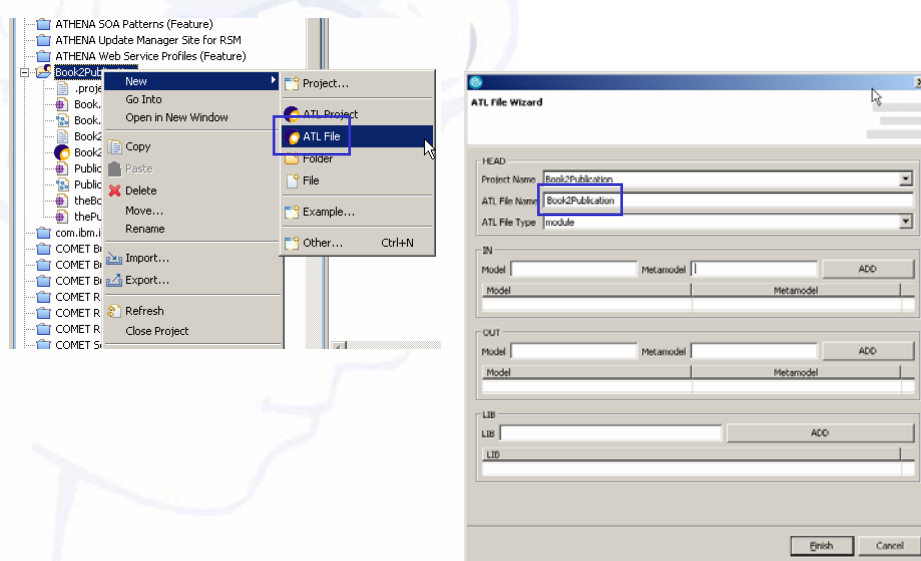 ATHENA SOA Patterns (Feature)
ATHENA Update Manager Site for RSM
ATHENA Web Service Profiles (Feature)
Book2Pub
.proje
Book.
Book.
Book2
Book2
Public
Public
theBo
thePu
com.ibm.i
COMET B
COMET B
COMET B
COMET R
COMET R
COMET R
COMET S
New
Go Into
Open in New Window
Copy
Paste
Delete
Move...
Rename
Import...
Export...
Refresh
Close Project
Project...
ATL Project
ATL File
Folder
File
Example...
Other... Ctrl+N
ATL File Wizard
HEAD
Project Name Book2Publication
ATL File Name Book2Publication
ATL File Type module
IN
Model Metamodel ADD
Model Metamodel
OUT
Model Metamodel ADD
Model Metamodel
LIB
LIB ADD
LIB
Finish Cancel